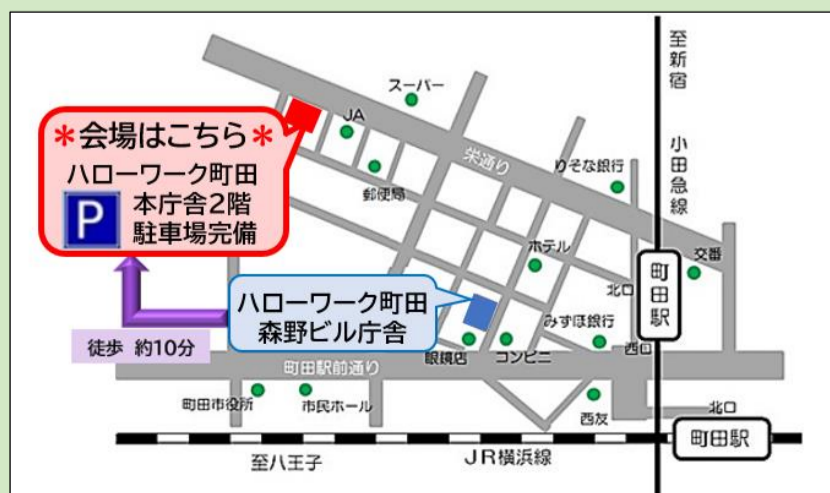 至新宿
小田急線
スーパー
JA
＊会場はこちら＊
ハローワーク町田
P
本庁舎2階
駐車場完備
郵便局
栄通り
りそな銀行
ホテル
交番
北口
町田駅
ハローワーク町田
森野ビル庁舎
みずほ銀行
西口
徒歩 約10分
眼鏡店
コンビニ
町田駅前通り
町田市役所
市民ホール
西友
北口
町田駅
至八王子
JR横浜線